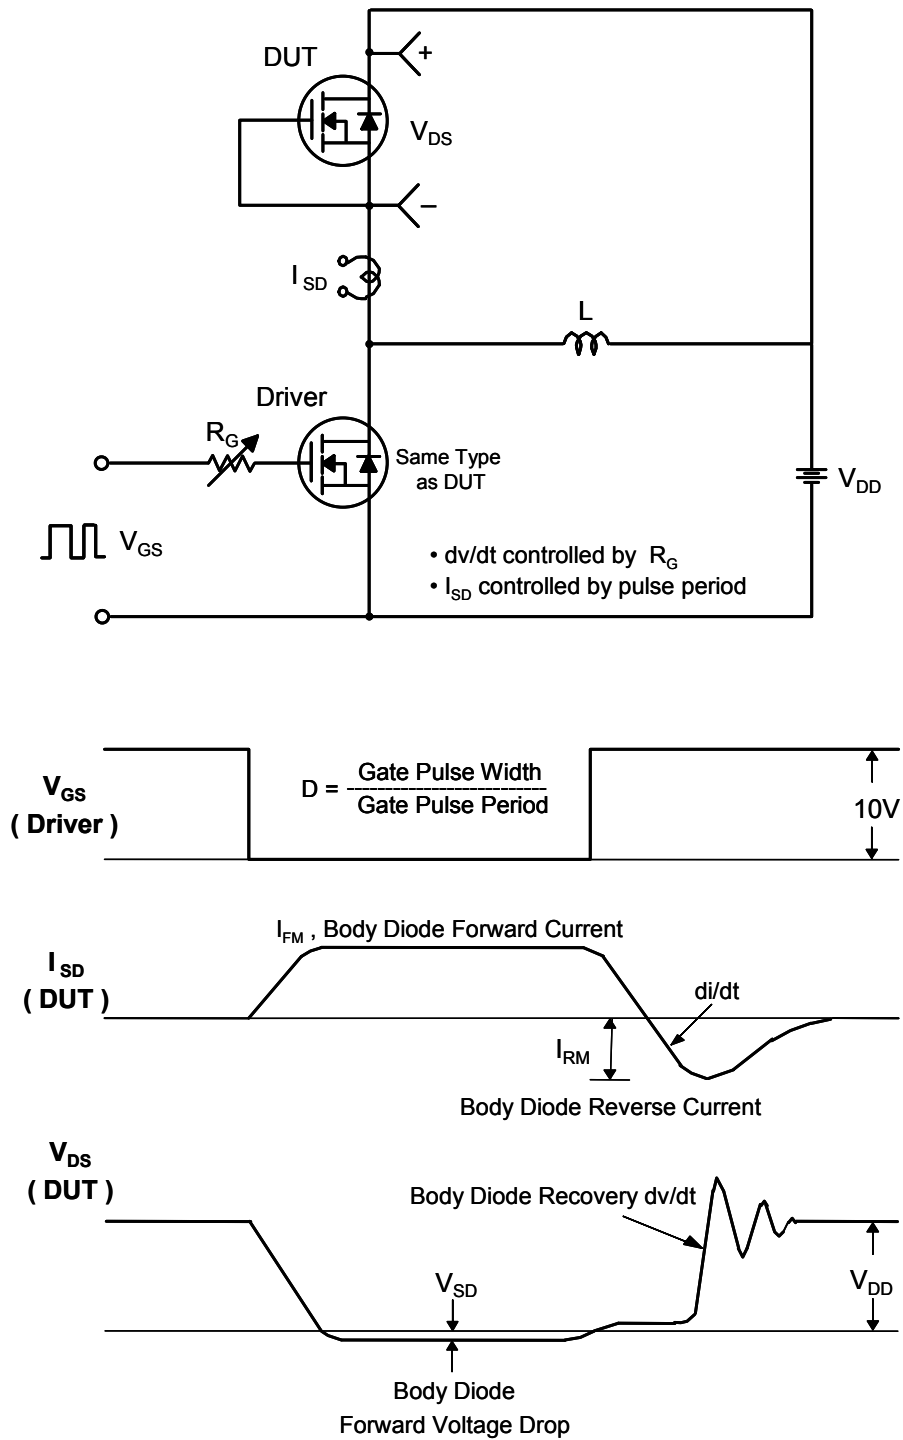 DUT
+
V_DS
–
I_SD
L
Driver
R_G
Same Type
as DUT
V_DD
V_GS
• dv/dt controlled by R_G
• I_SD controlled by pulse period
V_GS
( Driver )
D = Gate Pulse Width
Gate Pulse Period
10V
I_FM , Body Diode Forward Current
I_SD
( DUT )
di/dt
I_RM
Body Diode Reverse Current
V_DS
( DUT )
Body Diode Recovery dv/dt
V_SD
V_DD
Body Diode
Forward Voltage Drop